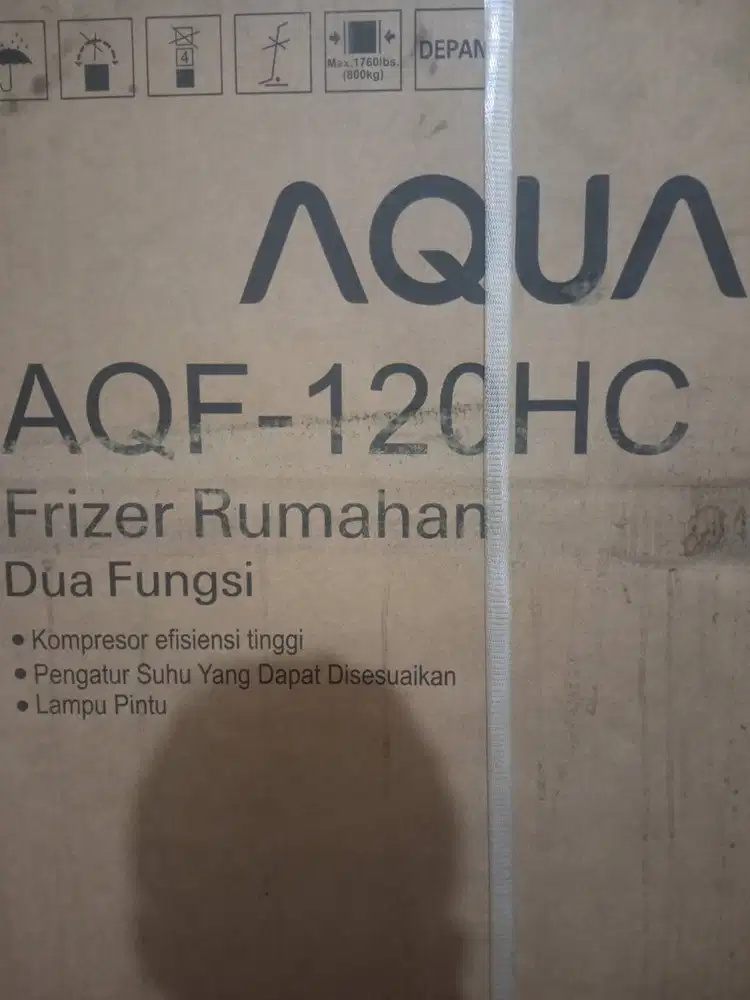 4
Max.1760lbs.
(800kg)
DEPAN
AQUA
AQF-120HC
Frizer Rumahan
Dua Fungsi
• Kompresor efisiensi tinggi
• Pengatur Suhu Yang Dapat Disesuaikan
• Lampu Pintu